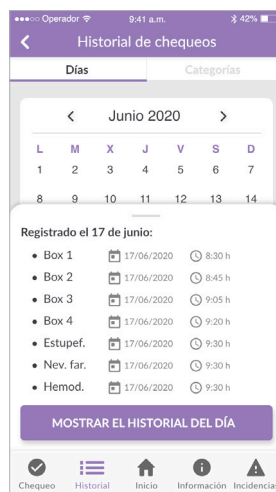 Operador 9:41 a.m. 42%
Historial de chequeos
Días Categorías
Junio 2020
L M X J V S D
1 2 3 4 5 6 7
8 9 10 11 12 13 14
Registrado el 17 de junio:
• Box 1 17/06/2020 8:30 h
• Box 2 17/06/2020 8:45 h
• Box 3 17/06/2020 9:05 h
• Box 4 17/06/2020 9:20 h
• Estupef. 17/06/2020 9:30 h
• Nev. far. 17/06/2020 9:30 h
• Hemod. 17/06/2020 9:30 h
MOSTRAR EL HISTORIAL DEL DÍA
Chequeo Historial Inicio Información Incidencias